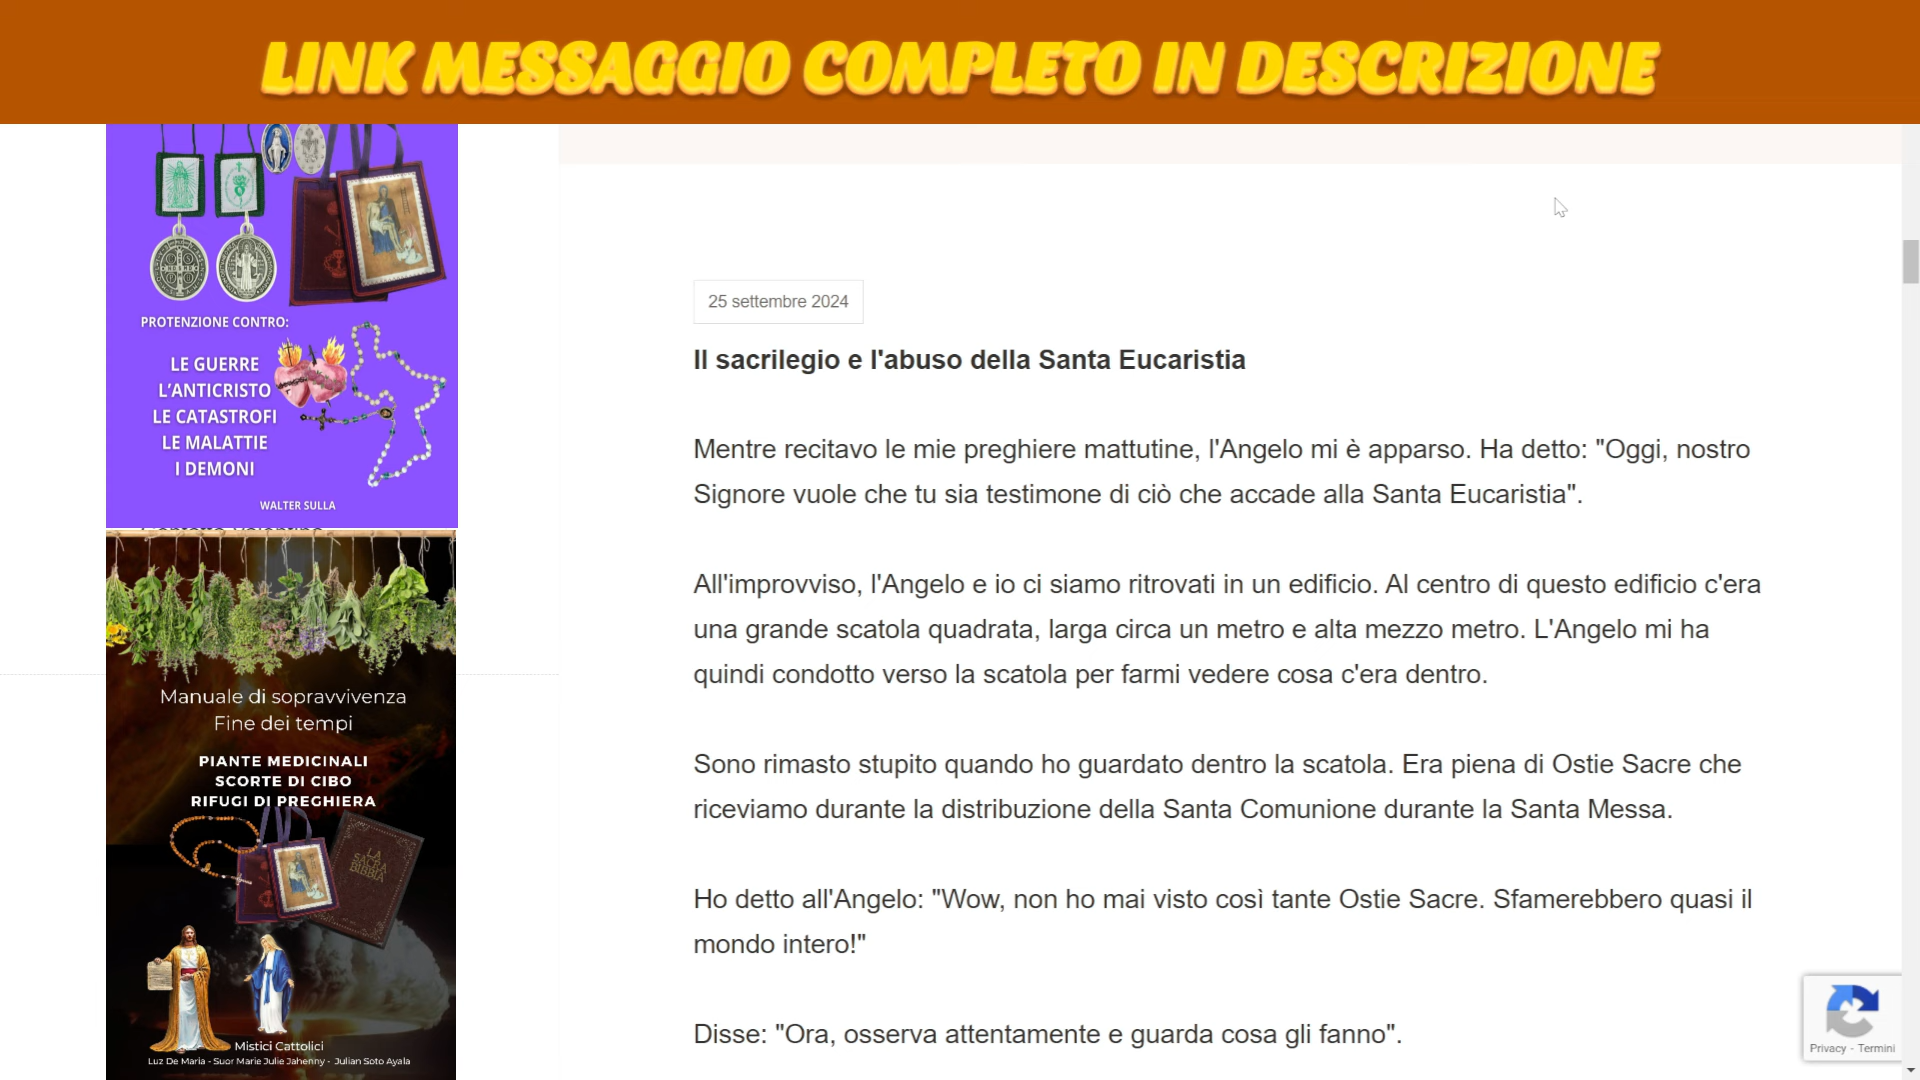 LINK MESSAGGIO COMPLETO IN DESCRIZIONE
PROTENZIONE CONTRO:
LE GUERRE
L'ANTICRISTO
LE CATASTROFI
LE MALATTIE
I DEMONI
WALTER SULLA
Manuale di sopravvivenza
Fine dei tempi
PIANTE MEDICINALI
SCORTE DI CIBO
RIFUGI DI PREGHIERA
LA
SACRA
BIBBIA
Mistici Cattolici
Luz De Maria - Suor Marie Julie Jahenny - Julian Soto Ayala
25 settembre 2024
Il sacrilegio e l'abuso della Santa Eucaristia
Mentre recitavo le mie preghiere mattutine, l'Angelo mi è apparso. Ha detto: "Oggi, nostro
Signore vuole che tu sia testimone di ciò che accade alla Santa Eucaristia".
All'improvviso, l'Angelo e io ci siamo ritrovati in un edificio. Al centro di questo edificio c'era
una grande scatola quadrata, larga circa un metro e alta mezzo metro. L'Angelo mi ha
quindi condotto verso la scatola per farmi vedere cosa c'era dentro.
Sono rimasto stupito quando ho guardato dentro la scatola. Era piena di Ostie Sacre che
riceviamo durante la distribuzione della Santa Comunione durante la Santa Messa.
Ho detto all'Angelo: "Wow, non ho mai visto così tante Ostie Sacre. Sfamerebbero quasi il
mondo intero!"
Disse: "Ora, osserva attentamente e guarda cosa gli fanno".
Privacy - Termini